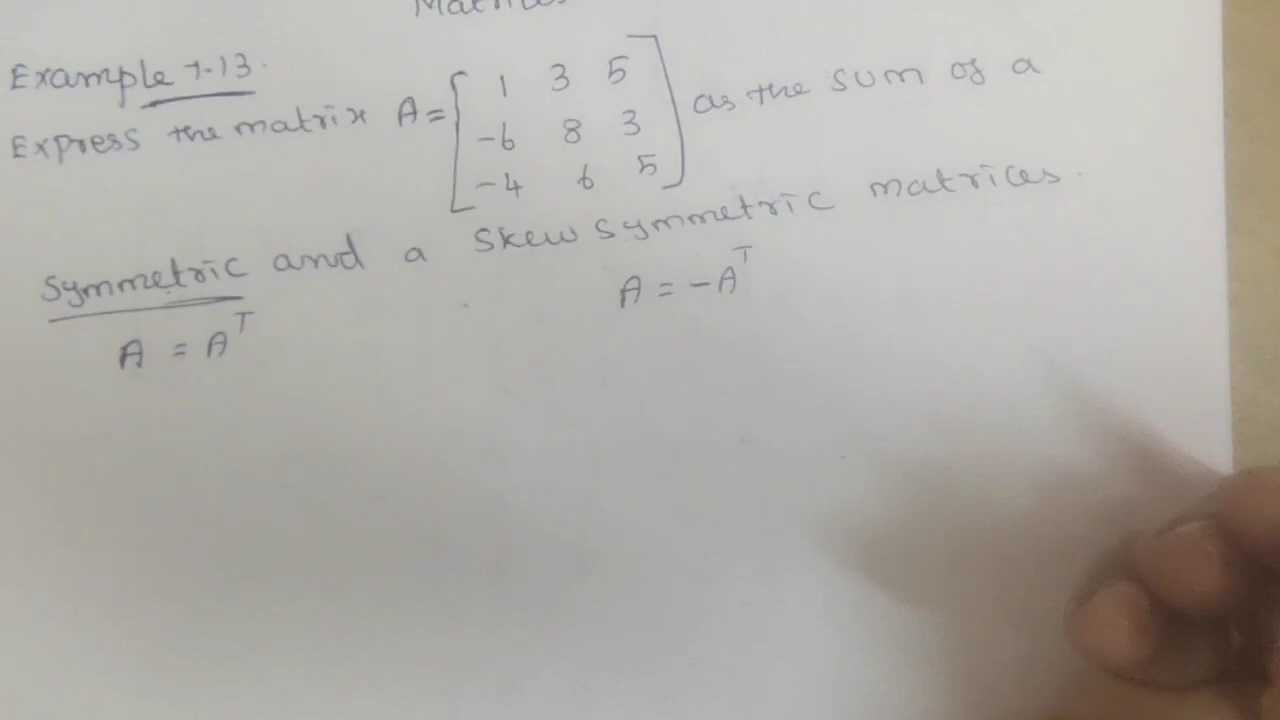 Example 7.13.
Express the matrix A = [ 1 3 5 as the sum of a
-6 8 3
-4 6 5 ]
Symmetric and a skew symmetric matrices.
A = A^T A = -A^T